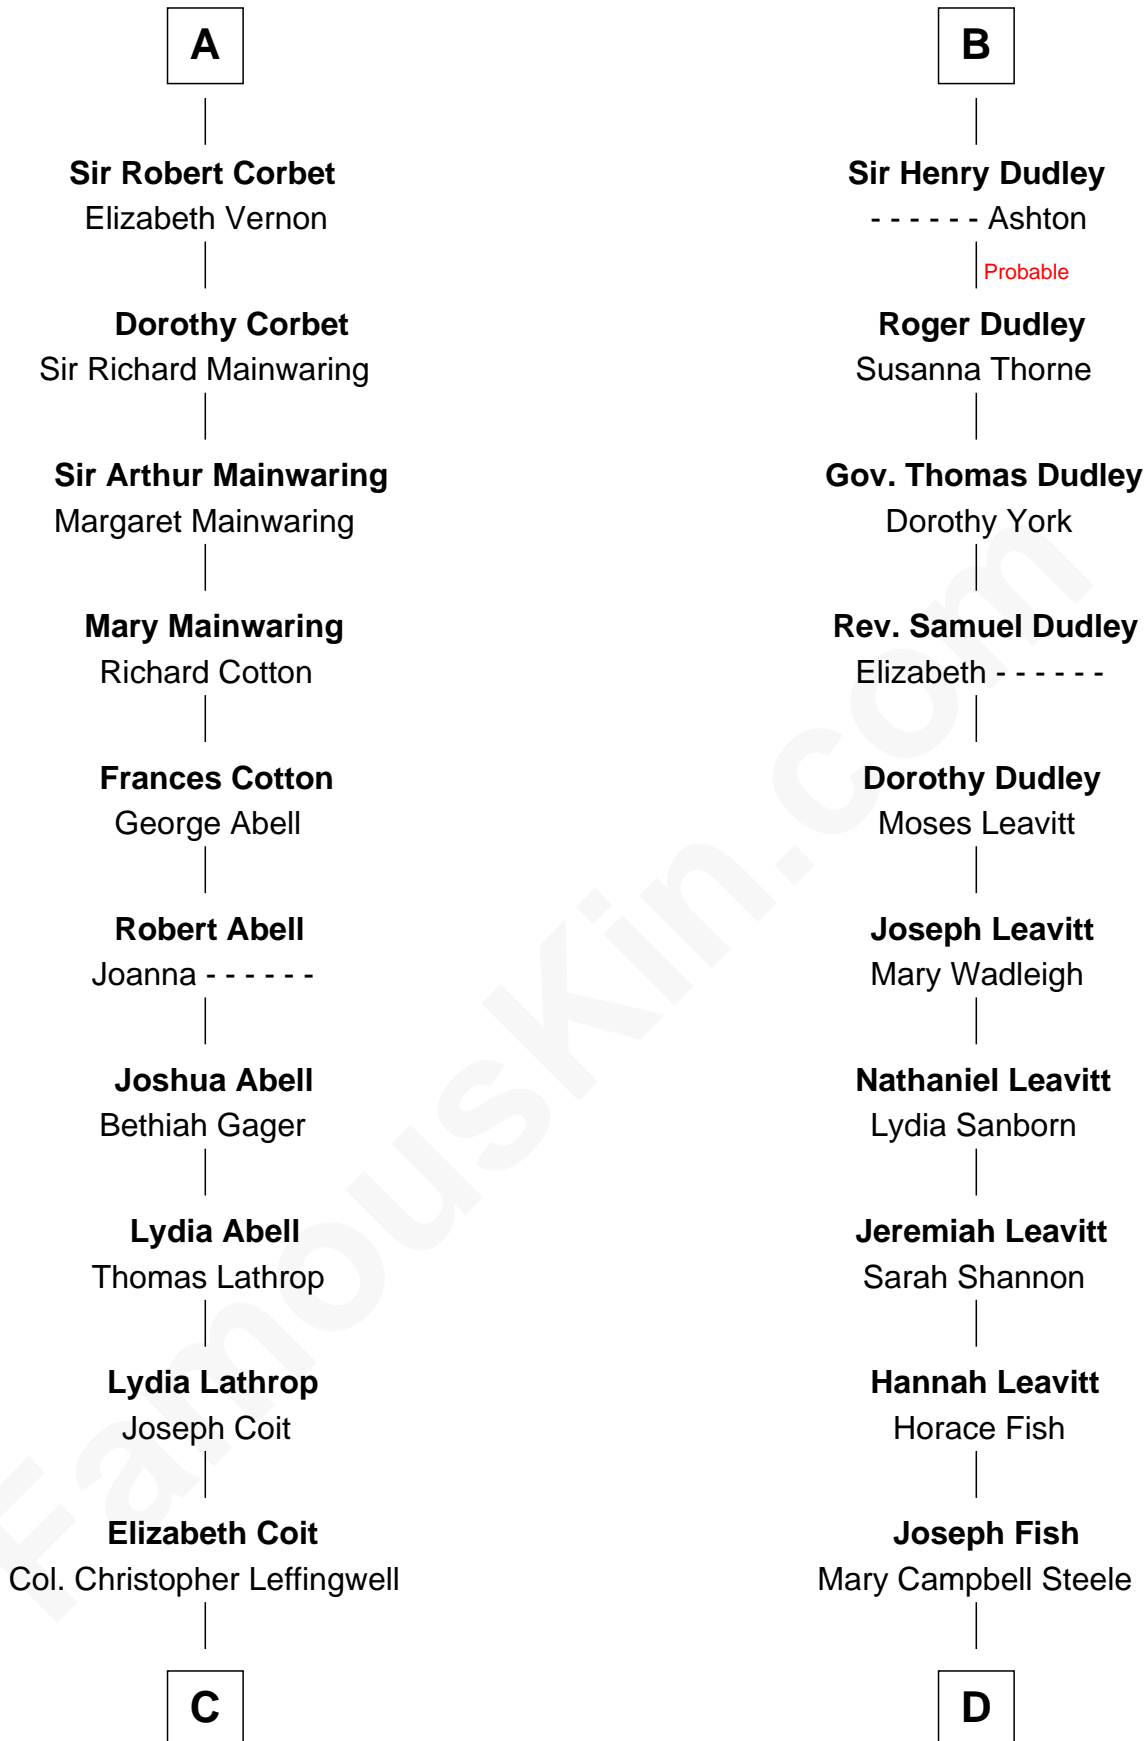 A
Sir Robert Corbet
Elizabeth Vernon
Dorothy Corbet
Sir Richard Mainwaring
Sir Arthur Mainwaring
Margaret Mainwaring
Mary Mainwaring
Richard Cotton
Frances Cotton
George Abell
Robert Abell
Joanna - - - - - -
Joshua Abell
Bethiah Gager
Lydia Abell
Thomas Lathrop
Lydia Lathrop
Joseph Coit
Elizabeth Coit
Col. Christopher Leffingwell
C
B
Sir Henry Dudley
- - - - - - Ashton
Probable
Roger Dudley
Susanna Thorne
Gov. Thomas Dudley
Dorothy York
Rev. Samuel Dudley
Elizabeth - - - - - -
Dorothy Dudley
Moses Leavitt
Joseph Leavitt
Mary Wadleigh
Nathaniel Leavitt
Lydia Sanborn
Jeremiah Leavitt
Sarah Shannon
Hannah Leavitt
Horace Fish
Joseph Fish
Mary Campbell Steele
D
FamousKin.com